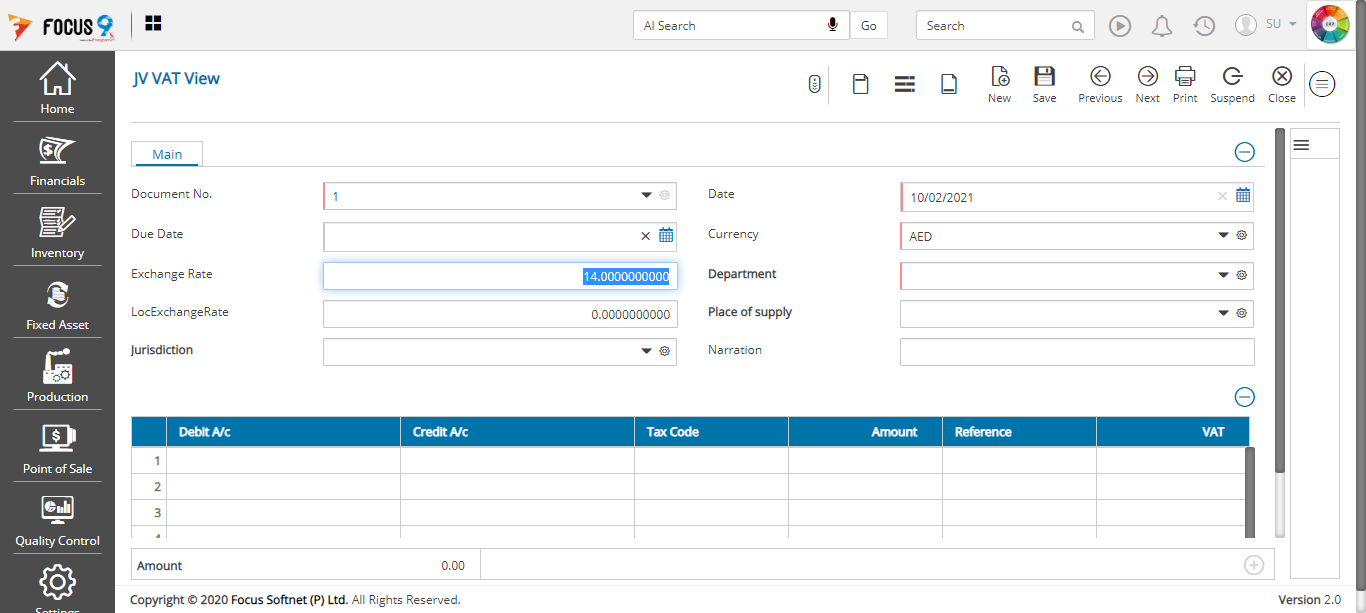 FOCUS 9
AI Search
Go
Search
SU
Home
Financials
Inventory
Fixed Asset
Production
Point of Sale
Quality Control
Settings
JV VAT View
New
Save
Previous
Next
Print
Suspend
Close
Main
Document No.
1
Date
10/02/2021
Due Date
Currency
AED
Exchange Rate
14.0000000000
Department
LocExchangeRate
0.0000000000
Place of supply
Jurisdiction
Narration
Debit A/c
Credit A/c
Tax Code
Amount
Reference
VAT
1
2
3
4
Amount
0.00
Copyright © 2020 Focus Softnet (P) Ltd. All Rights Reserved.
Version 2.0